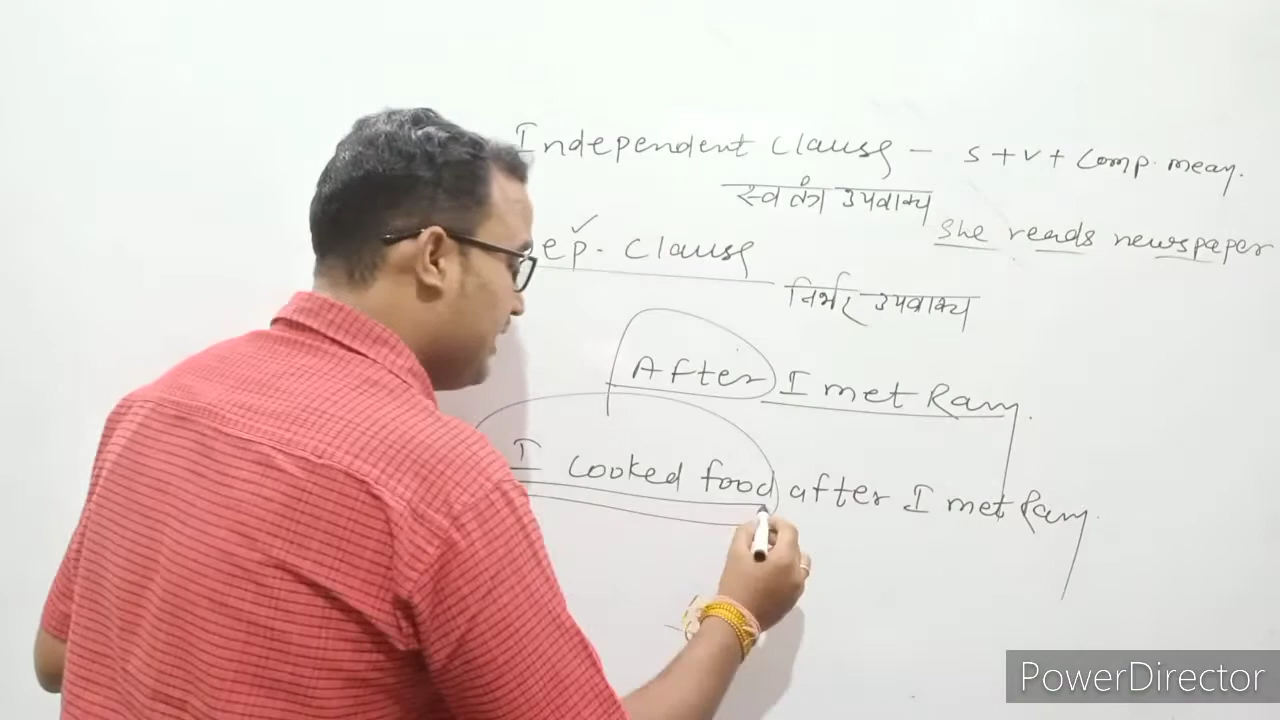 Independent Clause - S + V + Comp. mean.
स्वतंत्र उपवाक्य
She reads newspaper
ep. Clause
निर्भर उपवाक्य
After I met Ram.
I cooked food after I met Ram.
PowerDirector